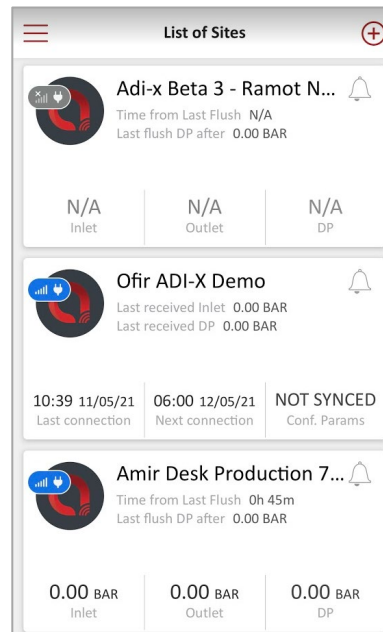 List of Sites
Adi-x Beta 3 - Ramot N...
Time from Last Flush N/A
Last flush DP after 0.00 BAR
N/A N/A N/A
Inlet Outlet DP
Ofir ADI-X Demo
Last received Inlet 0.00 BAR
Last received DP 0.00 BAR
10:39 11/05/21 06:00 12/05/21 NOT SYNCED
Last connection Next connection Conf. Params
Amir Desk Production 7...
Time from Last Flush 0h 45m
Last flush DP after 0.00 BAR
0.00 BAR 0.00 BAR 0.00 BAR
Inlet Outlet DP